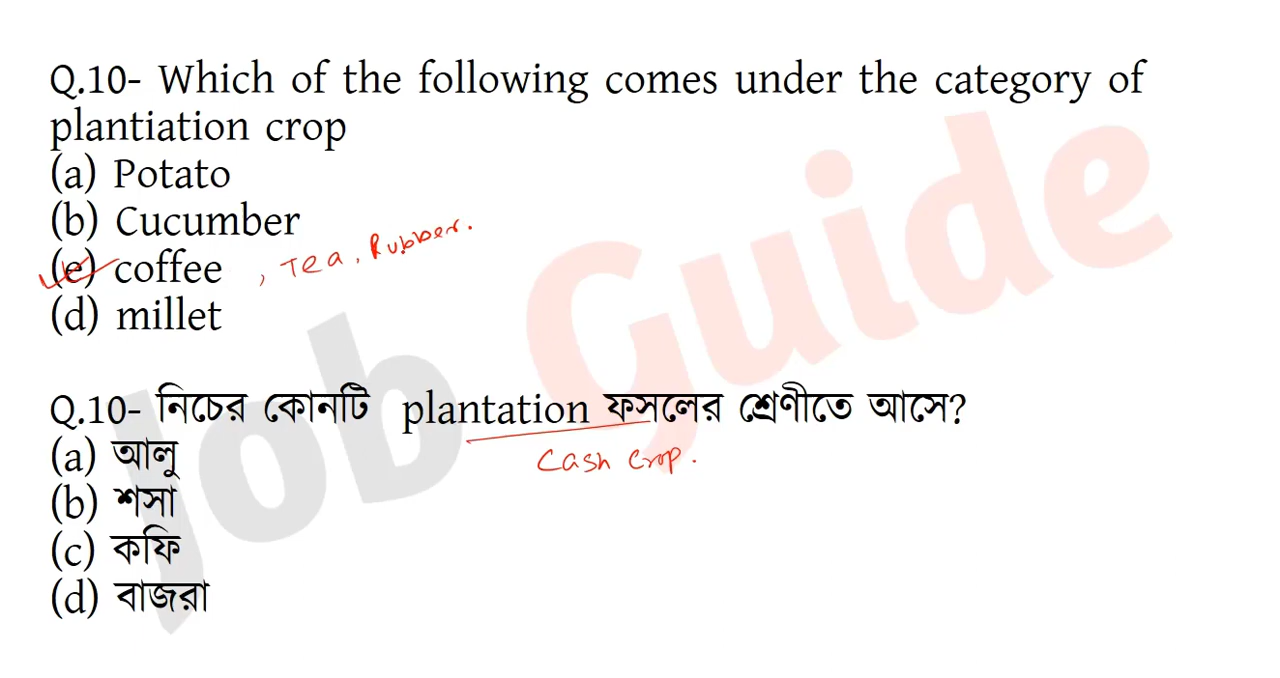 Q.10- Which of the following comes under the category of
plantiation crop
(a) Potato
(b) Cucumber
(c) coffee , Tea, Rubber.
(d) millet
Q.10- নিচের কোনটি plantation ফসলের শ্রেণীতে আসে?
Cash Crop.
(a) আলু
(b) শসা
(c) কফি
(d) বাজরা
Job Guide